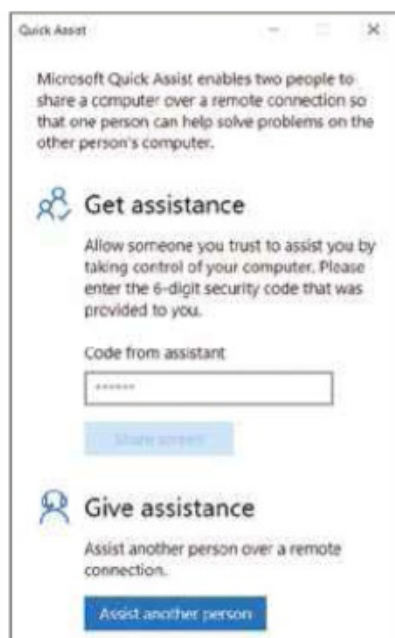 Quick Assist
Microsoft Quick Assist enables two people to
share a computer over a remote connection so
that one person can help solve problems on the
other person's computer.
Get assistance
Allow someone you trust to assist you by
taking control of your computer. Please
enter the 6-digit security code that was
provided to you.
Code from assistant
******
Share screen
Give assistance
Assist another person over a remote
connection.
Assist another person